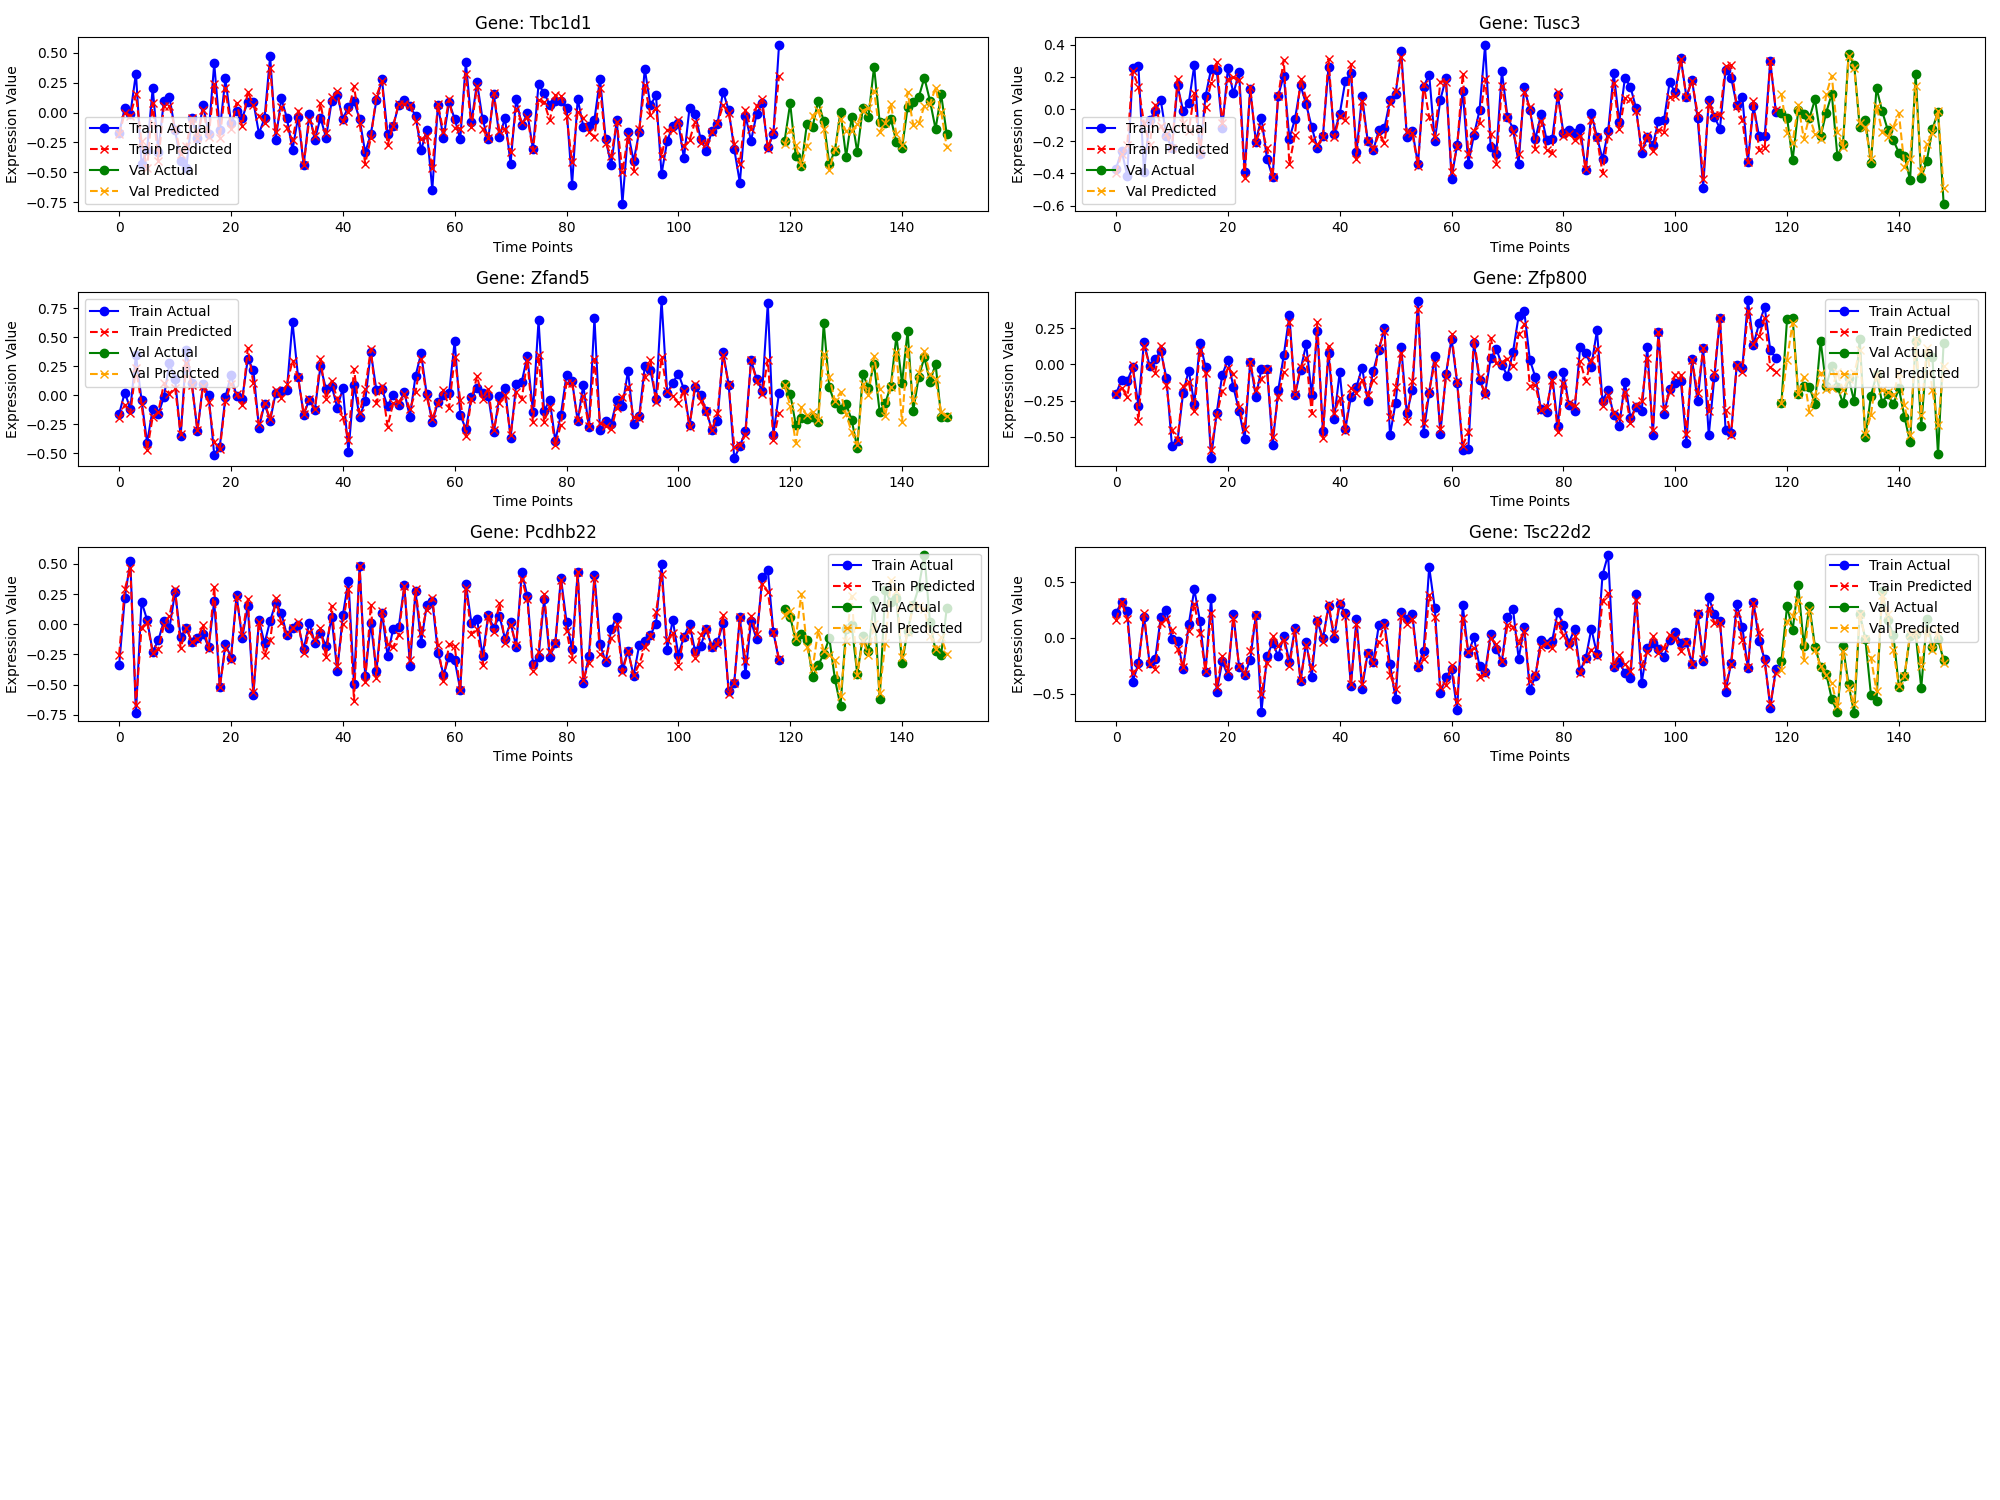 Gene: Tbc1d1
Expression Value
0.50
0.25
0.00
−0.25
−0.50
−0.75
Train Actual
Train Predicted
Val Actual
Val Predicted
0 20 40 60 80 100 120 140
Time Points
Gene: Tusc3
Expression Value
0.4
0.2
0.0
−0.2
−0.4
−0.6
Train Actual
Train Predicted
Val Actual
Val Predicted
0 20 40 60 80 100 120 140
Time Points
Gene: Zfand5
Expression Value
0.75
0.50
0.25
0.00
−0.25
−0.50
Train Actual
Train Predicted
Val Actual
Val Predicted
0 20 40 60 80 100 120 140
Time Points
Gene: Zfp800
Expression Value
0.25
0.00
−0.25
−0.50
Train Actual
Train Predicted
Val Actual
Val Predicted
0 20 40 60 80 100 120 140
Time Points
Gene: Pcdhb22
Expression Value
0.50
0.25
0.00
−0.25
−0.50
−0.75
Train Actual
Train Predicted
Val Actual
Val Predicted
0 20 40 60 80 100 120 140
Time Points
Gene: Tsc22d2
Expression Value
0.5
0.0
−0.5
Train Actual
Train Predicted
Val Actual
Val Predicted
0 20 40 60 80 100 120 140
Time Points